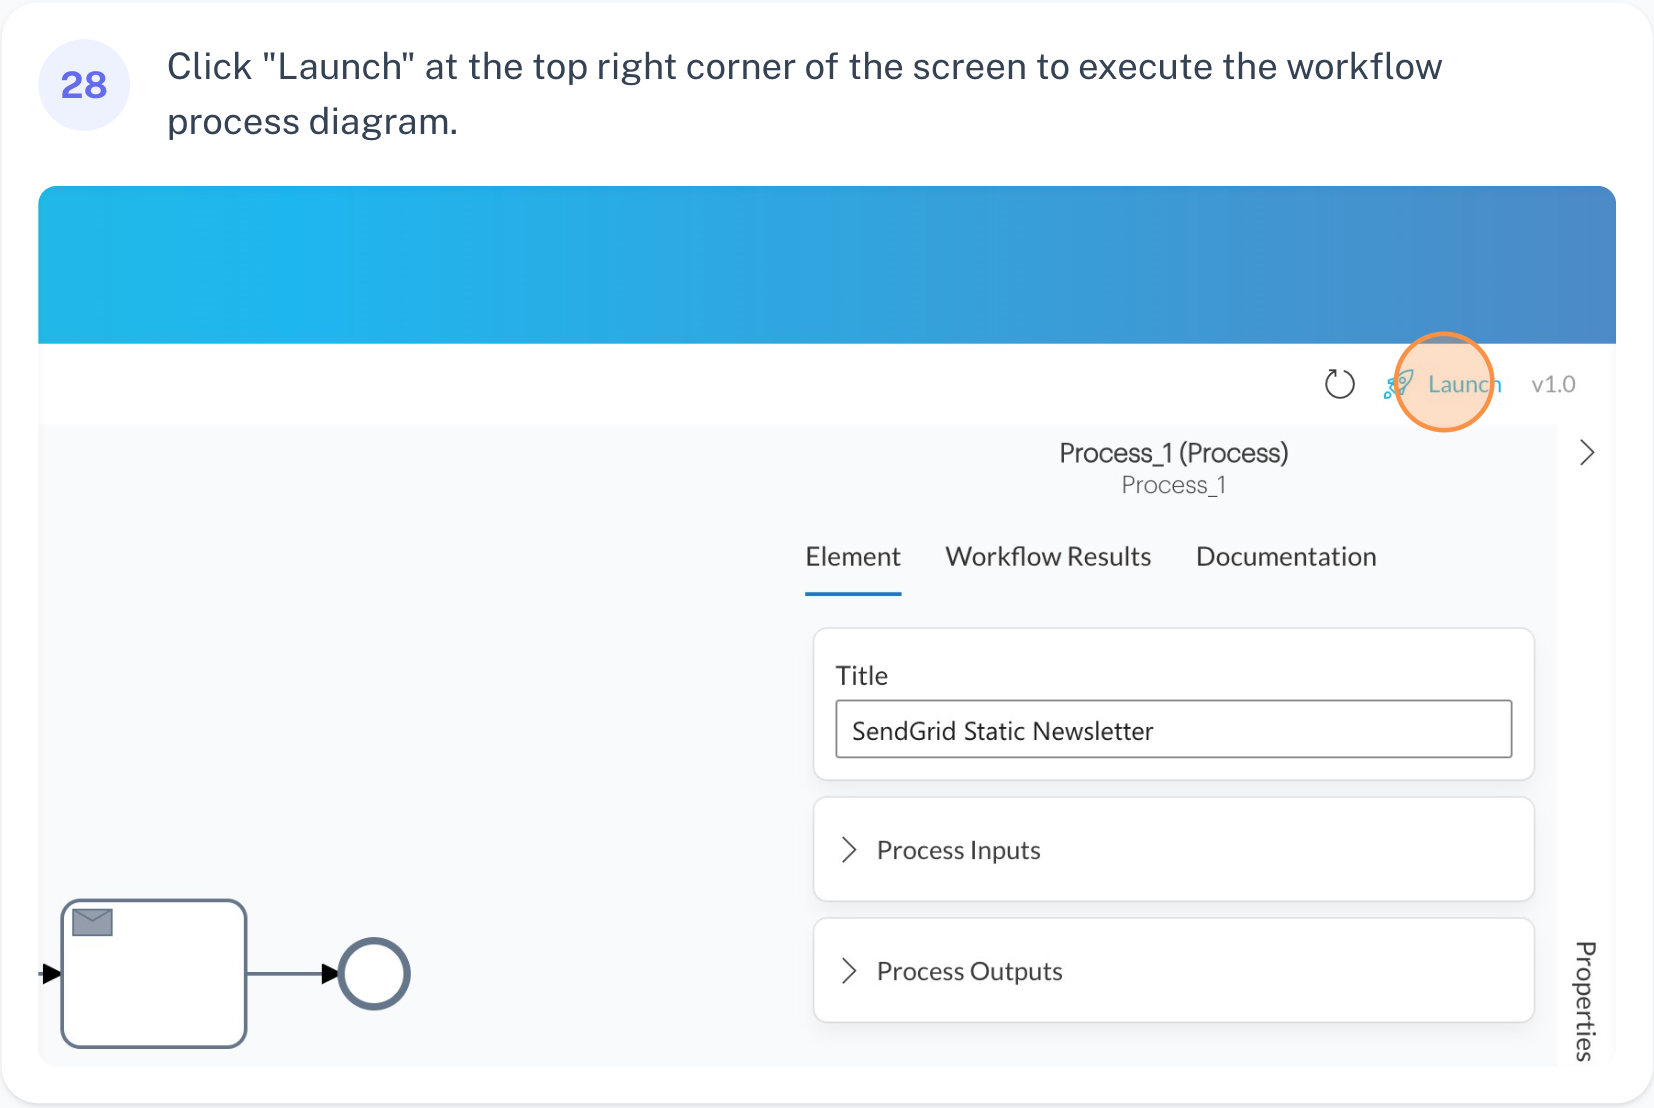 28
Click "Launch" at the top right corner of the screen to execute the workflow
process diagram.
Launch v1.0
Process_1 (Process)
Process_1
Element Workflow Results Documentation
Title
SendGrid Static Newsletter
Process Inputs
Process Outputs
Properties